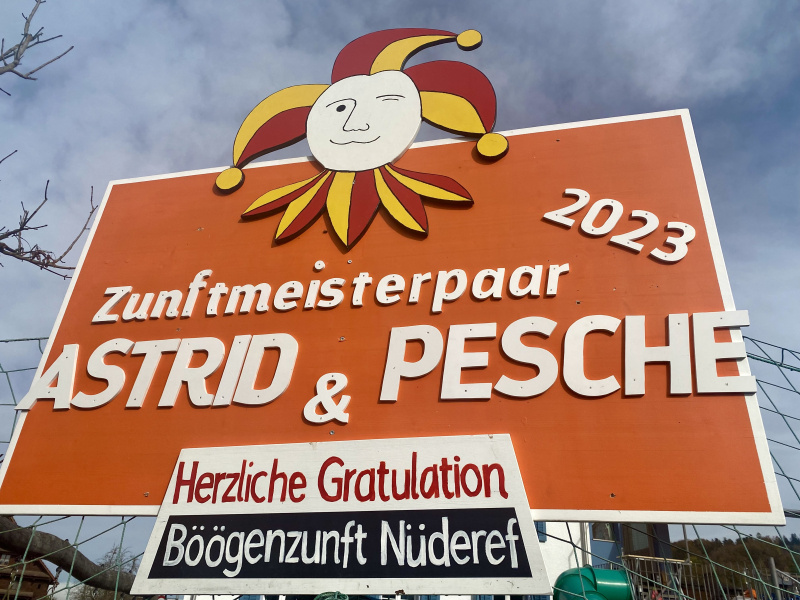 2023
Zunftmeisterpaar
ASTRID & PESCHE
Herzliche Gratulation
Böögenzunft Nüderef